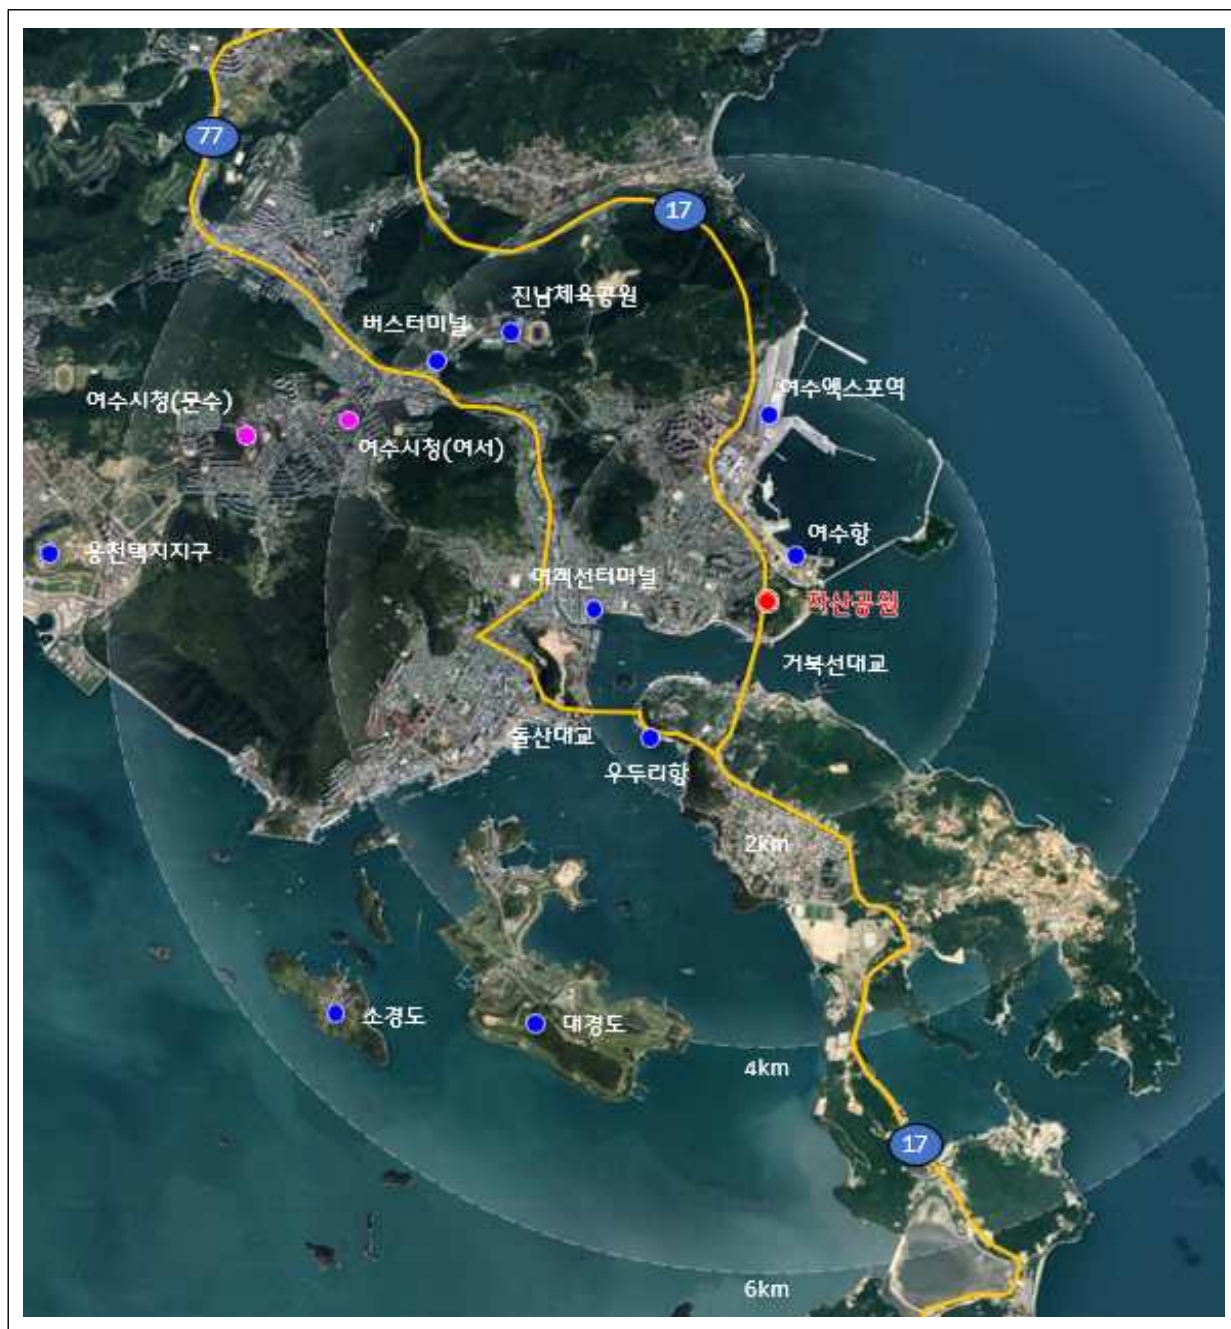 77
17
진남체육공원
버스터미널
여수엑스포역
여수시청(문수)
여수시청(여서)
여수항
웅천택지지구
여객선터미널
자산공원
거북선대교
돌산대교
우두리항
2km
소경도
대경도
4km
17
6km